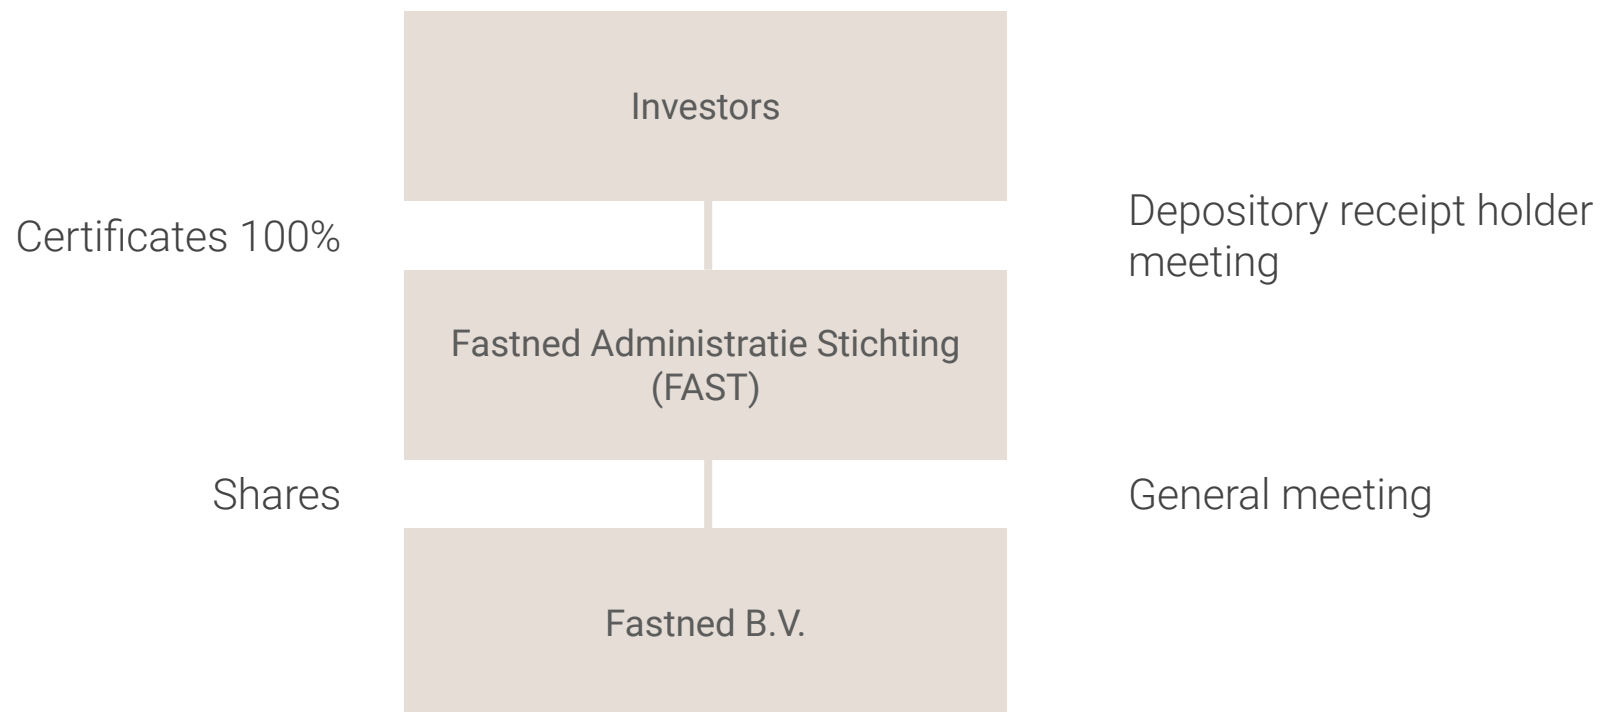 Investors
Certificates 100%
Depository receipt holder
meeting
Fastned Administratie Stichting
(FAST)
Shares
General meeting
Fastned B.V.